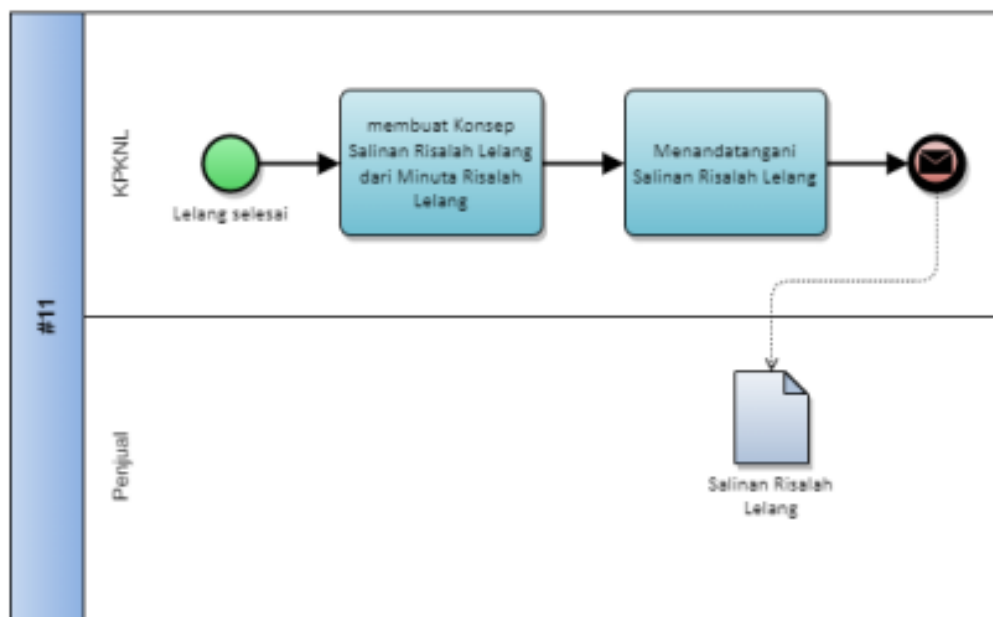 #11
KPKNL
Lelang selesai
membuat Konsep
Salinan Risalah Lelang
dari Minuta Risalah
Lelang
Menandatangani
Salinan Risalah Lelang
Penjual
Salinan Risalah
Lelang